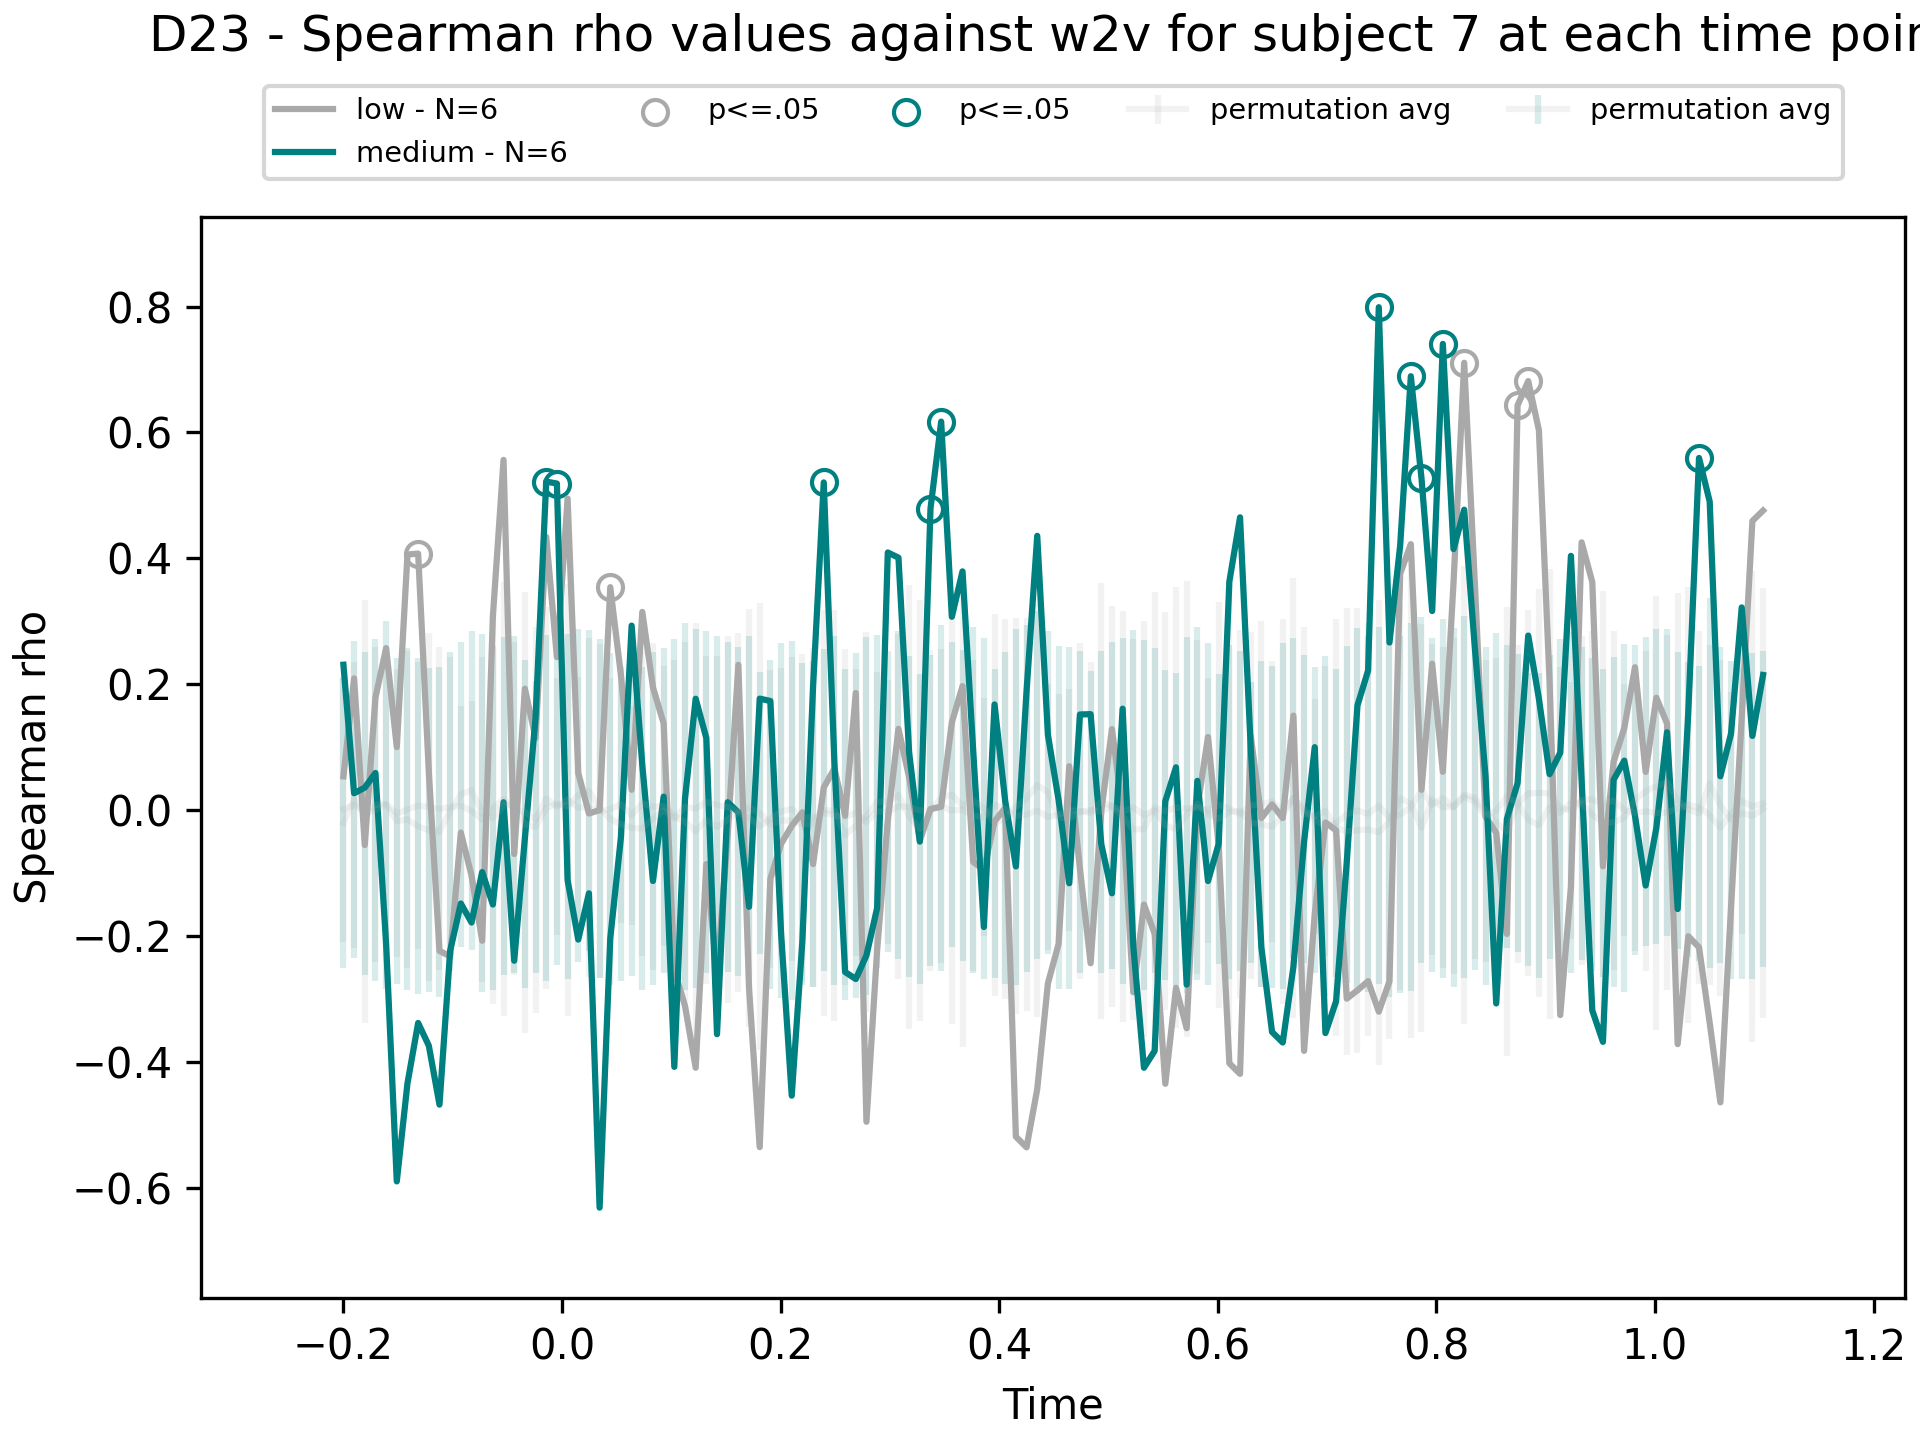 D23 - Spearman rho values against w2v for subject 7 at each time poin
low - N=6
medium - N=6
p<=.05
p<=.05
permutation avg
permutation avg
Spearman rho
0.8
0.6
0.4
0.2
0.0
−0.2
−0.4
−0.6
−0.2
0.0
0.2
0.4
0.6
0.8
1.0
1.2
Time